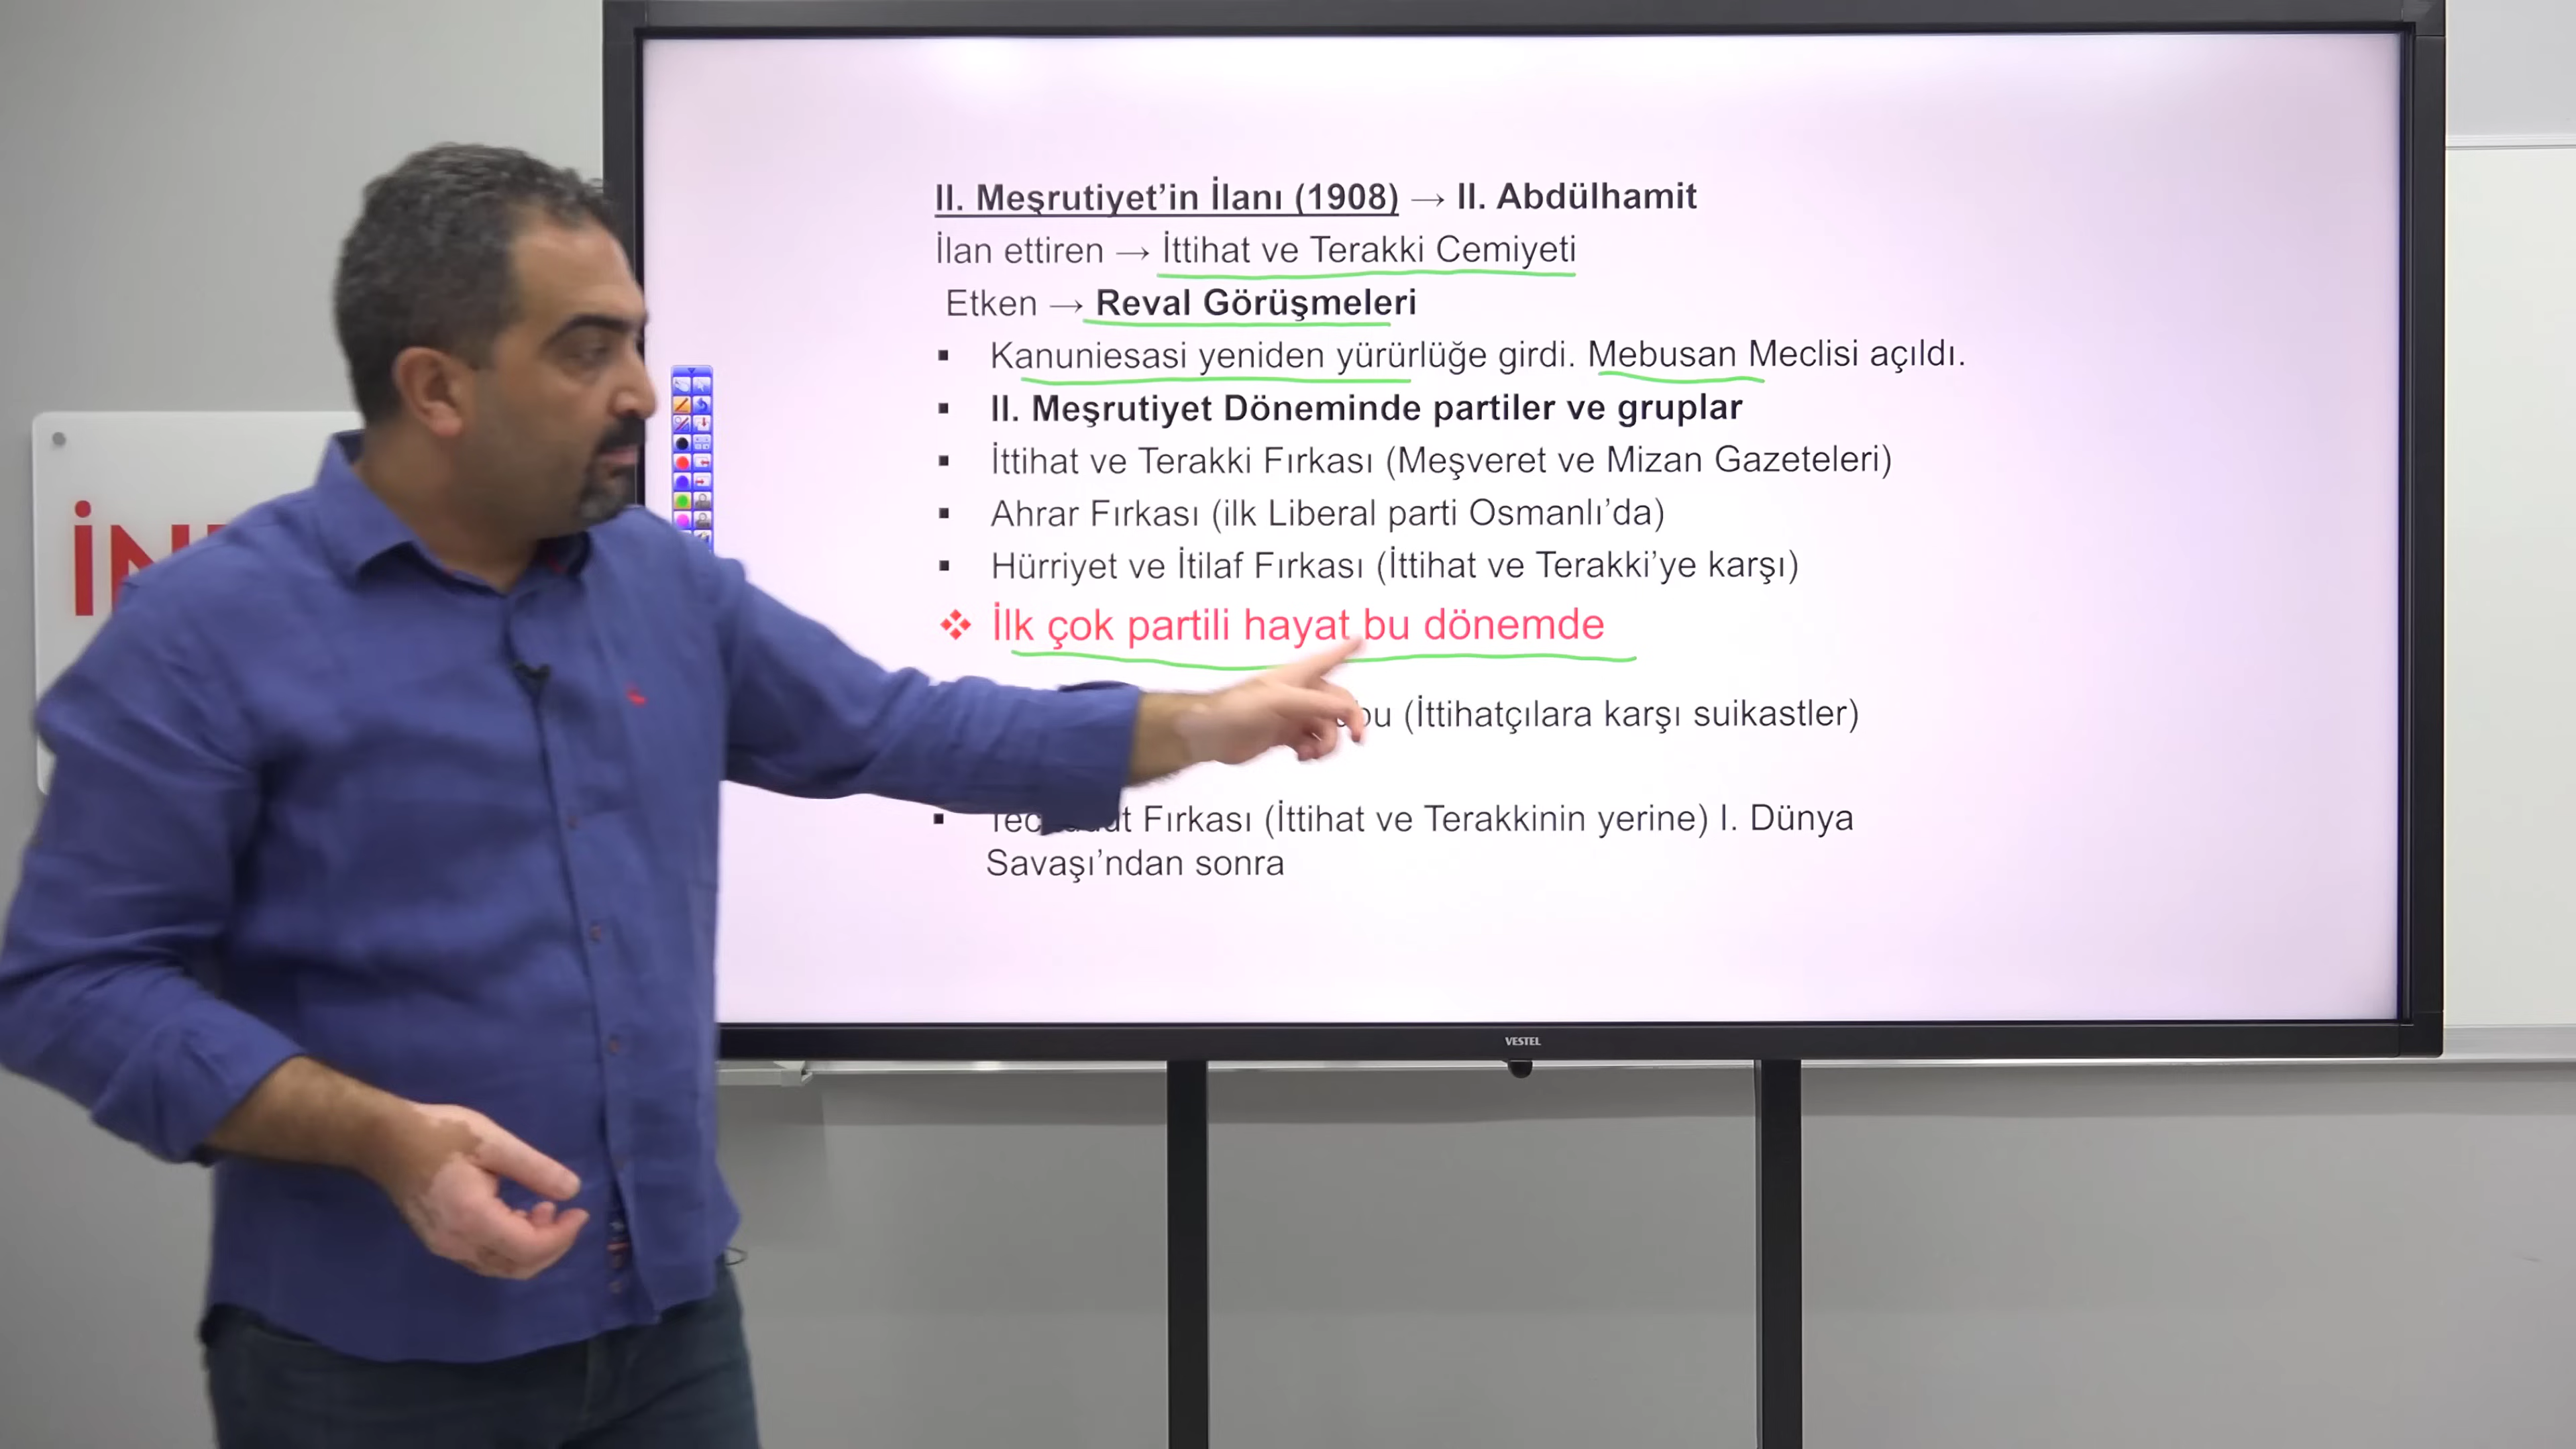 II. Meşrutiyet’in İlanı (1908) → II. Abdülhamit
İlan ettiren → İttihat ve Terakki Cemiyeti
Etken → Reval Görüşmeleri
▪ Kanuniesasi yeniden yürürlüğe girdi. Mebusan Meclisi açıldı.
▪ II. Meşrutiyet Döneminde partiler ve gruplar
▪ İttihat ve Terakki Fırkası (Meşveret ve Mizan Gazeteleri)
▪ Ahrar Fırkası (ilk Liberal parti Osmanlı’da)
▪ Hürriyet ve İtilaf Fırkası (İttihat ve Terakki’ye karşı)
❖ İlk çok partili hayat bu dönemde
(İttihatçılara karşı suikastler)
▪ Fırkası (İttihat ve Terakkinin yerine) I. Dünya
Savaşı’ndan sonra
VESTEL